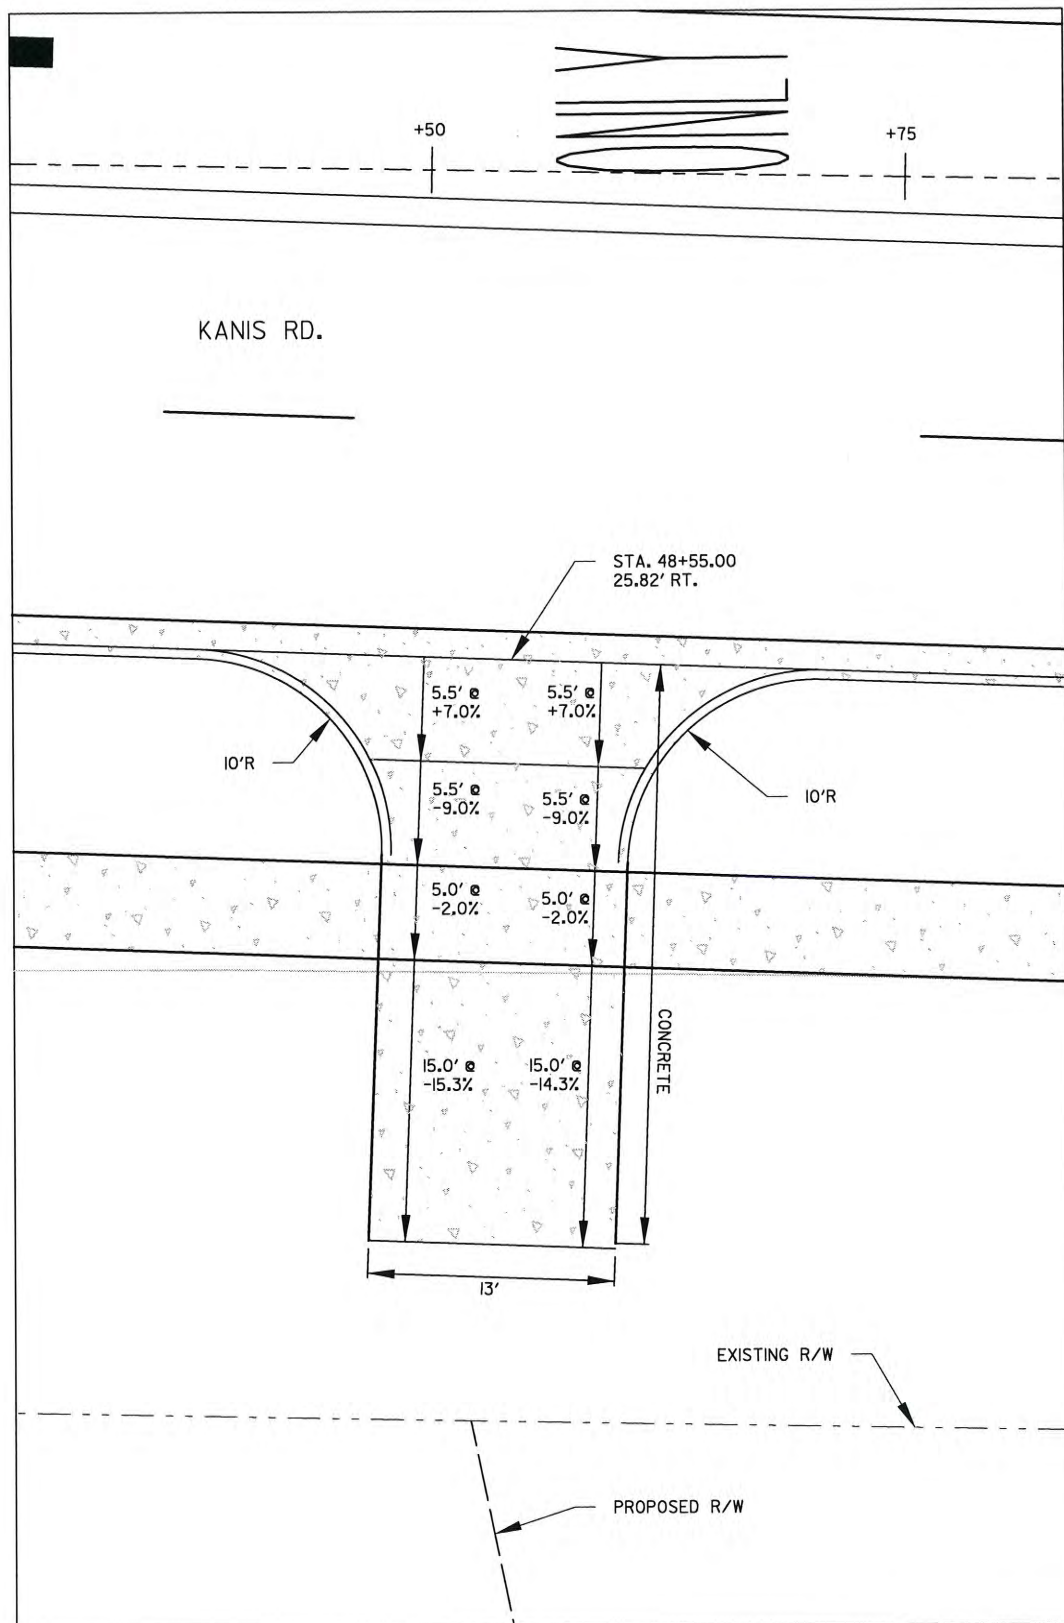 +50
+75
KANIS RD.
STA. 48+55.00
25.82' RT.
5.5' @
+7.0%
5.5' @
+7.0%
10'R
5.5' @
-9.0%
5.5' @
-9.0%
10'R
5.0' @
-2.0%
5.0' @
-2.0%
CONCRETE
15.0' @
-15.3%
15.0' @
-14.3%
13'
EXISTING R/W
PROPOSED R/W